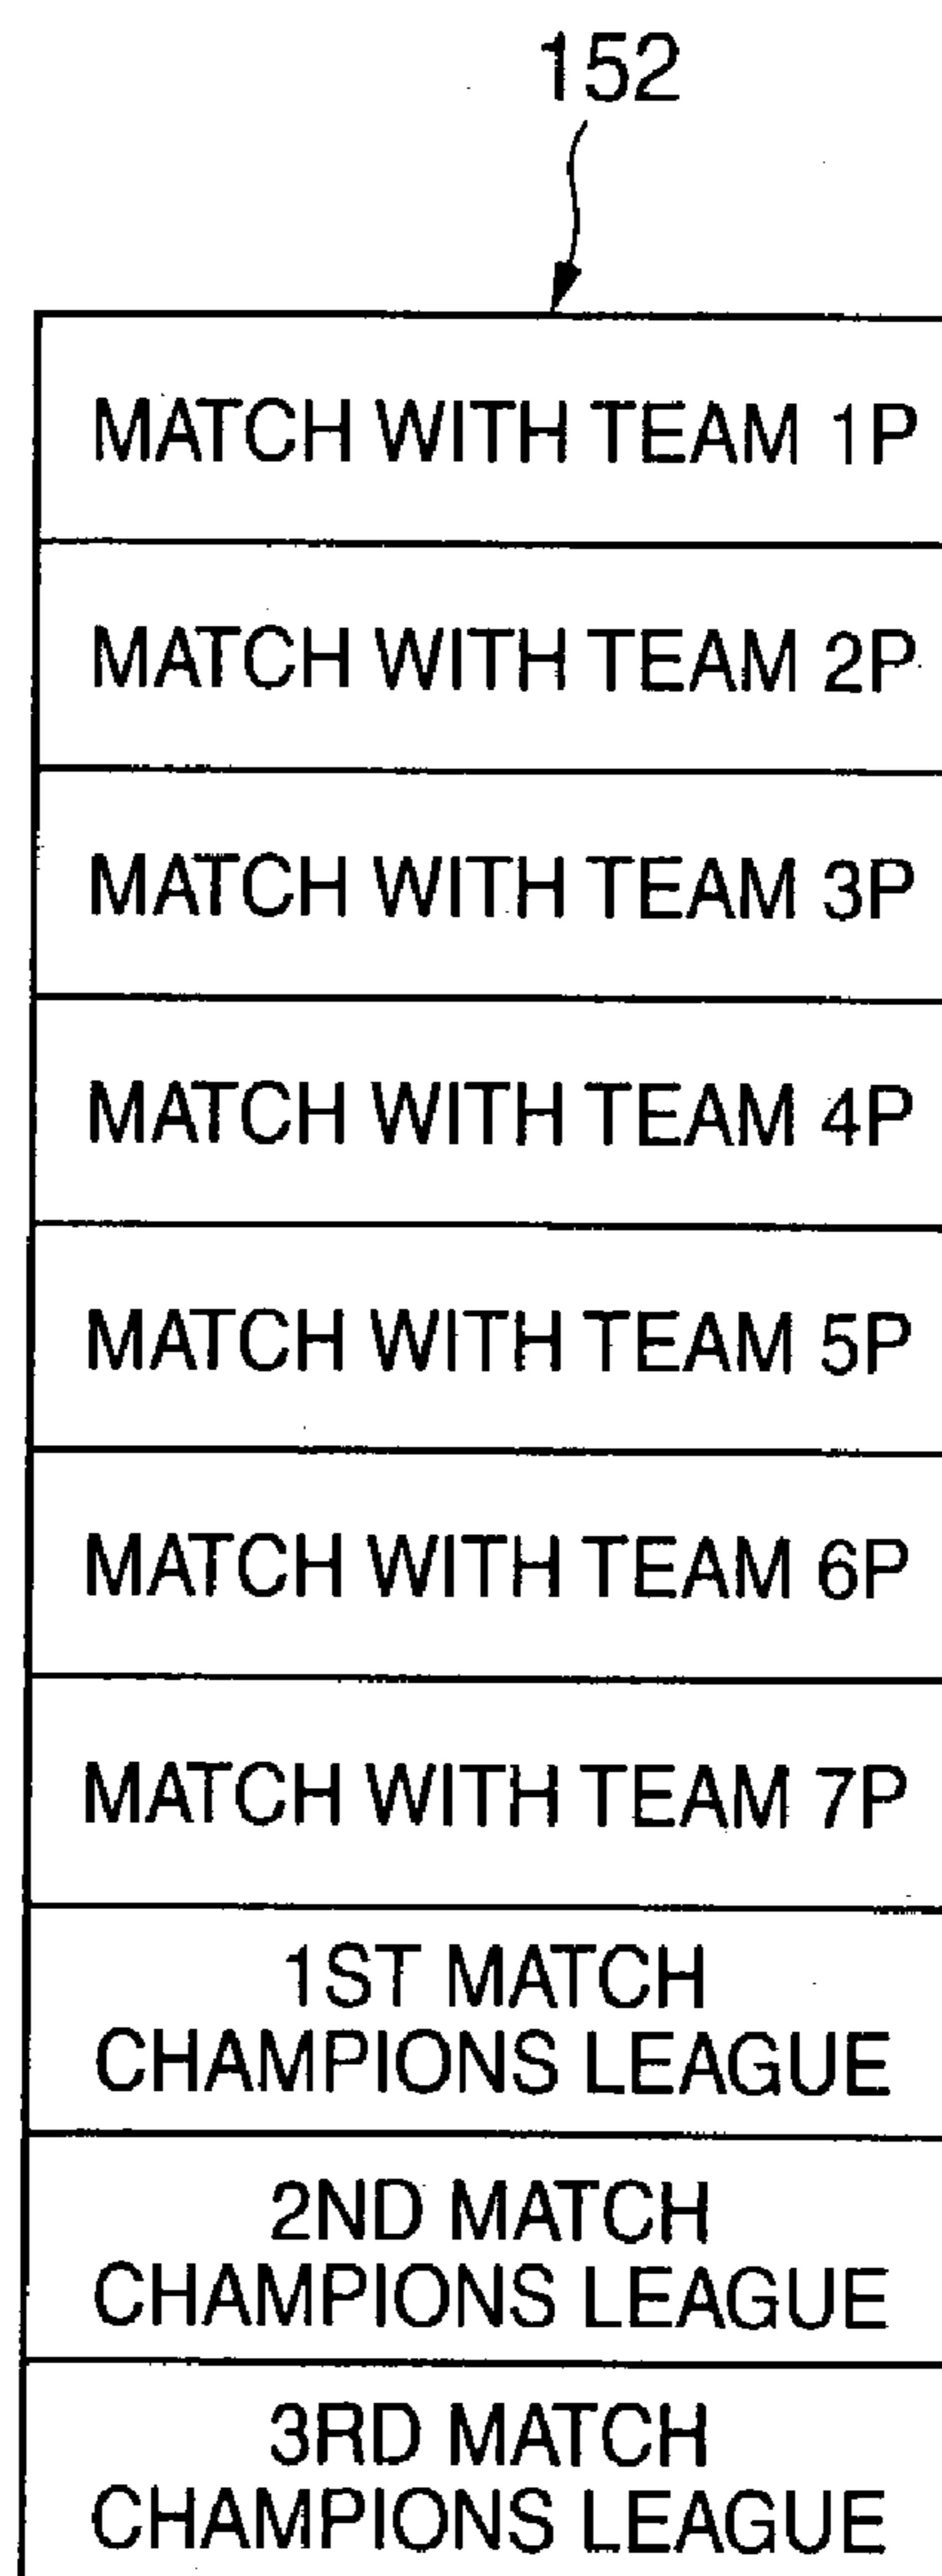 152
MATCH WITH TEAM 1P
MATCH WITH TEAM 2P
MATCH WITH TEAM 3P
MATCH WITH TEAM 4P
MATCH WITH TEAM 5P
MATCH WITH TEAM 6P
MATCH WITH TEAM 7P
1ST MATCH
CHAMPIONS LEAGUE
2ND MATCH
CHAMPIONS LEAGUE
3RD MATCH
CHAMPIONS LEAGUE